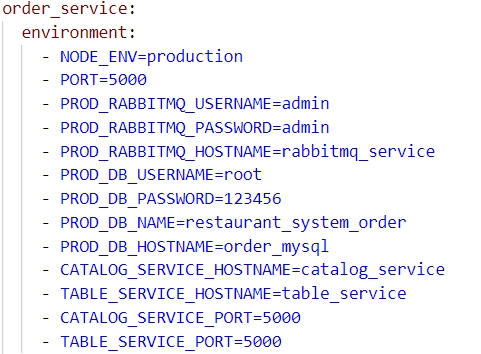 order_service:
environment:
- NODE_ENV=production
- PORT=5000
- PROD_RABBITMQ_USERNAME=admin
- PROD_RABBITMQ_PASSWORD=admin
- PROD_RABBITMQ_HOSTNAME=rabbitmq_service
- PROD_DB_USERNAME=root
- PROD_DB_PASSWORD=123456
- PROD_DB_NAME=restaurant_system_order
- PROD_DB_HOSTNAME=order_mysql
- CATALOG_SERVICE_HOSTNAME=catalog_service
- TABLE_SERVICE_HOSTNAME=table_service
- CATALOG_SERVICE_PORT=5000
- TABLE_SERVICE_PORT=5000